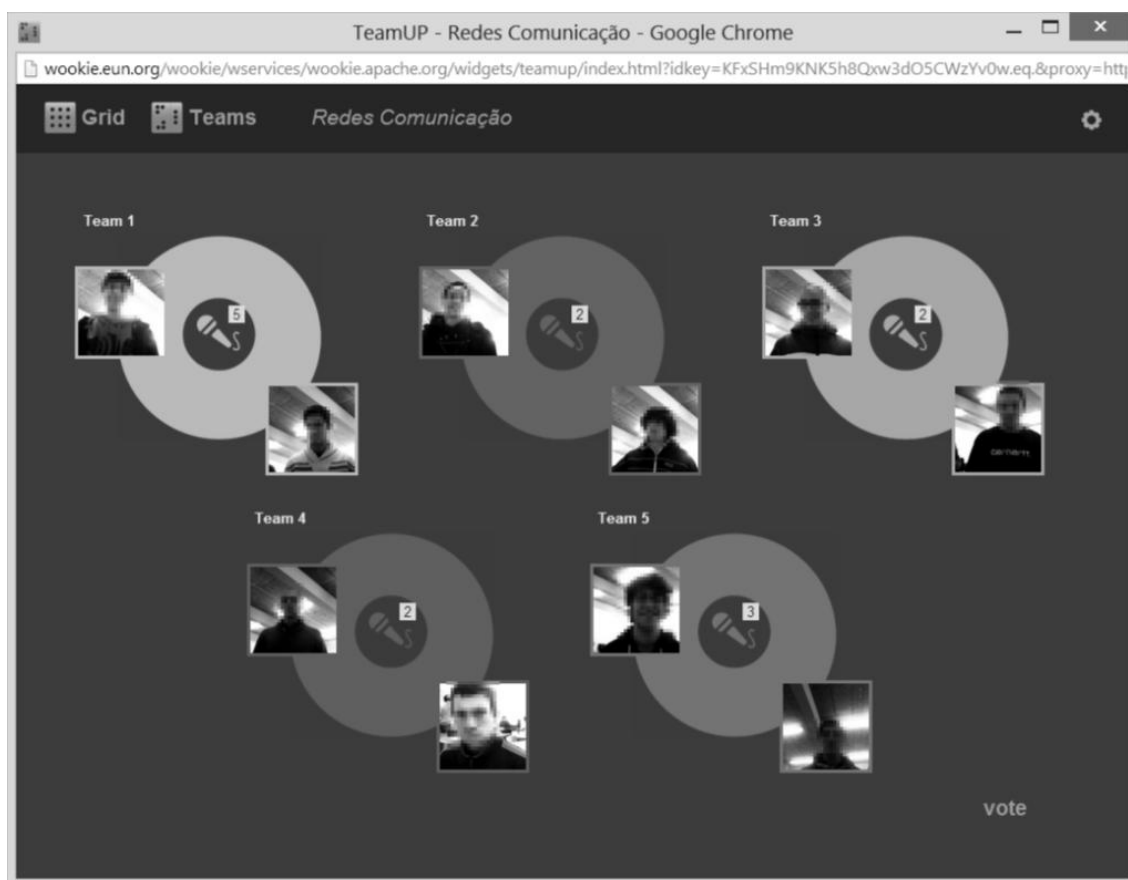 TeamUP - Redes Comunicação - Google Chrome
wookie.eun.org/wookie/wservices/wookie.apache.org/widgets/teamup/index.html?idkey=KFxSHm9KNK5h8Qxw3dO5CWzYv0w.eq.&proxy=http
Grid Teams Redes Comunicação
Team 1 Team 2 Team 3
5 2 2
carhartt
Team 4 Team 5
2 3
vote